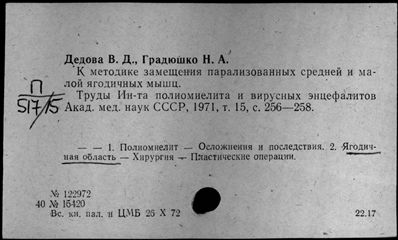 Дедова В. Д., Градюшко Н. А.
К методике замещения парализованных средней и ма-
лой ягодичных мышц.
П
517/15
Труды Ин-та полиомиелита и вирусных энцефалитов
Акад. мед. наук СССР, 1971, т. 15, с. 256—258.
— — 1. Полиомиелит — Осложнения и последствия. 2. Ягодич-
ная область — Хирургия — Пластические операции.
№ 122972
40 № 15420
Вс. кн. пал. и ЦМБ 26 X 72
22.17